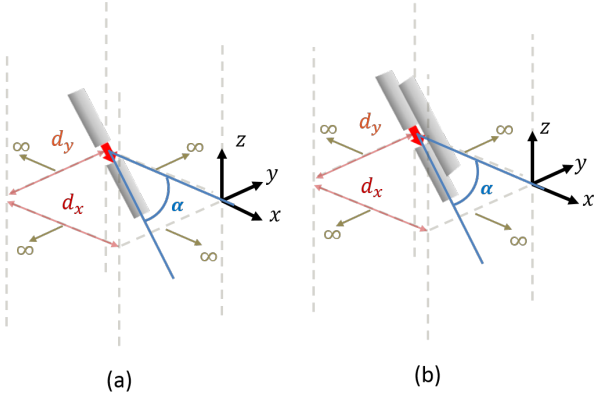 ∞ d_y ∞ z y
d_x α x
∞ ∞
(a)
∞ d_y ∞ z y
d_x α x
∞ ∞
(b)